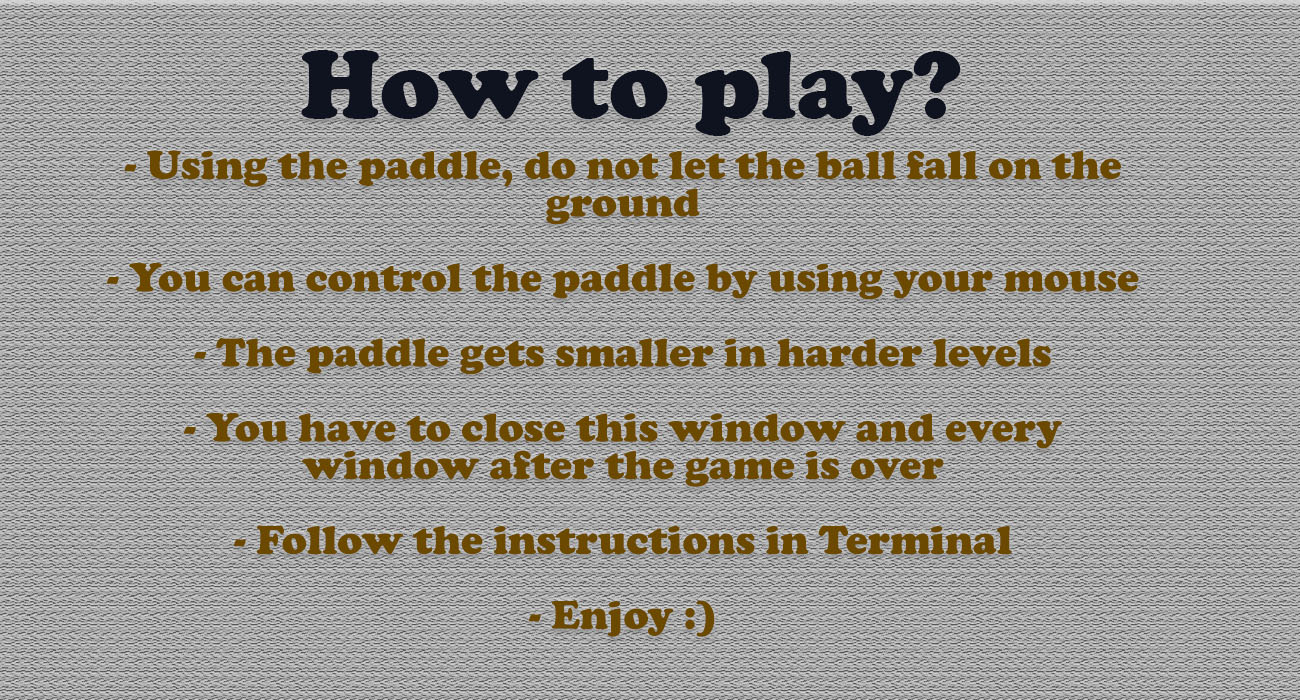 How to play?
- Using the paddle, do not let the ball fall on the
ground
- You can control the paddle by using your mouse
- The paddle gets smaller in harder levels
- You have to close this window and every
window after the game is over
- Follow the instructions in Terminal
- Enjoy :)